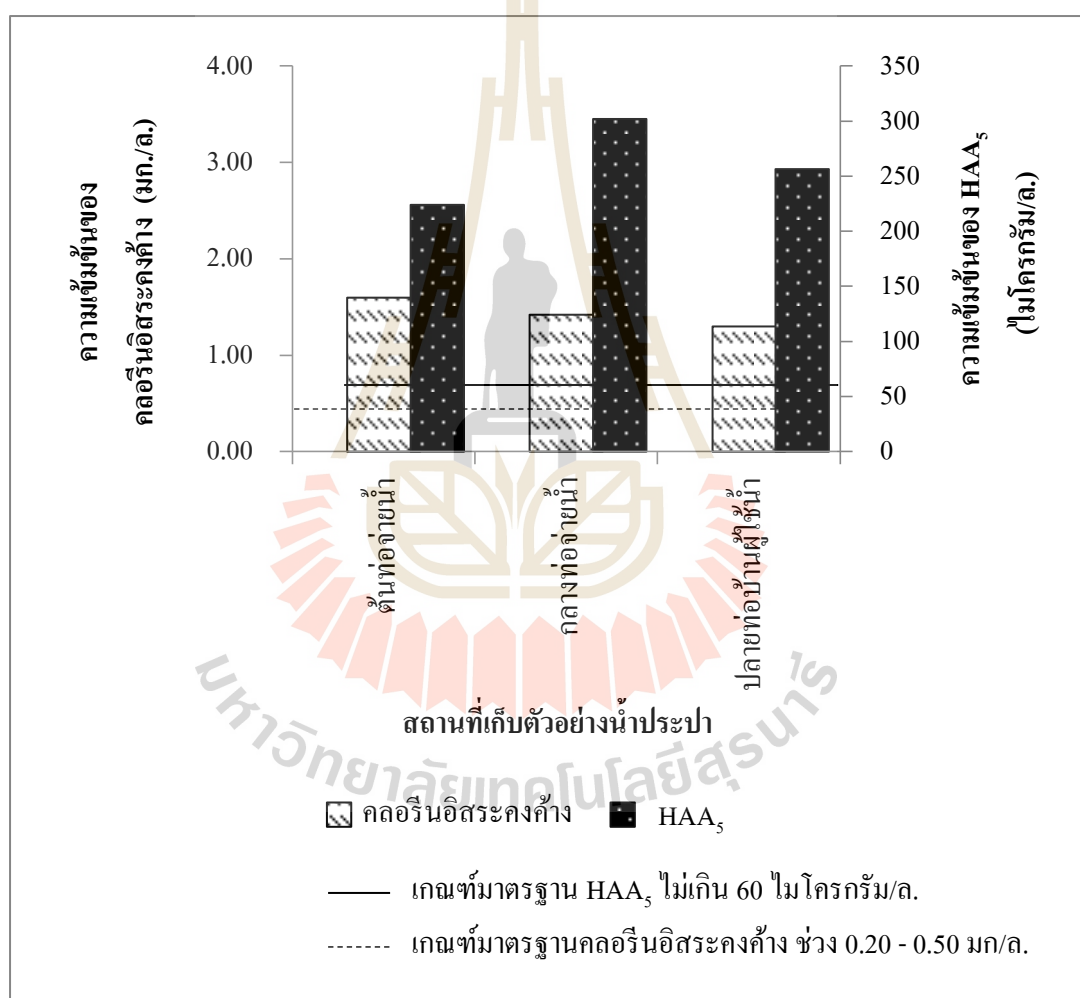 4.00
3.00
2.00
1.00
0.00
ความเข้มข้นของ
คลอรีนอิสระคงค้าง (มก./ล.)
350
300
250
200
150
100
50
0
ความเข้มข้นของ HAA₅
(ไมโครกรัม/ล.)
ต้นท่อจ่ายน้ำ
กลางท่อจ่ายน้ำ
ปลายท่อบ้านผู้ใช้น้ำ
สถานที่เก็บตัวอย่างน้ำประปา
มหาวิทยาลัยเทคโนโลยีสุรนารี
คลอรีนอิสระคงค้าง HAA₅
เกณฑ์มาตรฐาน HAA₅ ไม่เกิน 60 ไมโครกรัม/ล.
เกณฑ์มาตรฐานคลอรีนอิสระคงค้าง ช่วง 0.20 - 0.50 มก/ล.